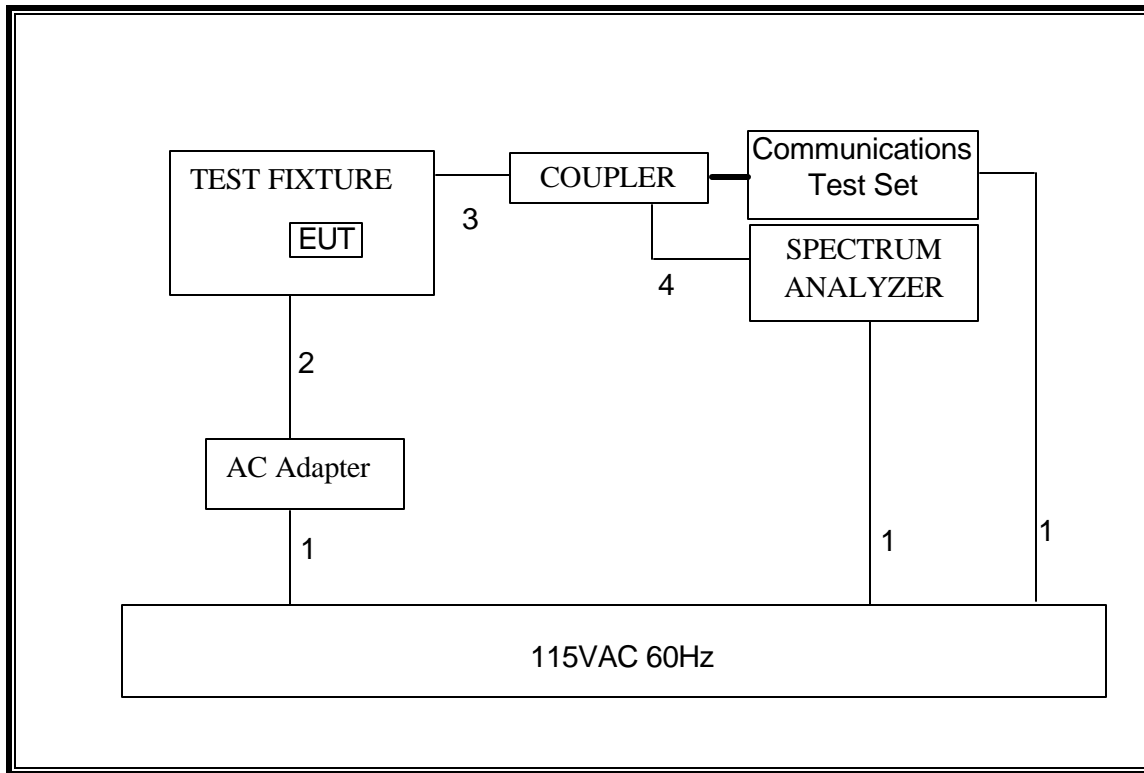 Communications
Test Set
TEST FIXTURE
COUPLER
3
EUT
SPECTRUM
ANALYZER
4
2
AC Adapter
1
1
1
115VAC 60Hz